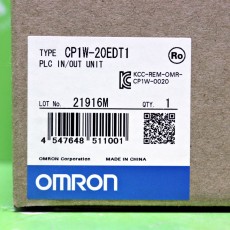 TYPE CP1W-20EDT1
PLC IN/OUT UNIT
Ro
KCC-REM-OMR-
CP1W-0020
LOT No. 21916M QTY. 1
4 547648 511001
OMRON Corporation MADE IN
OMRON